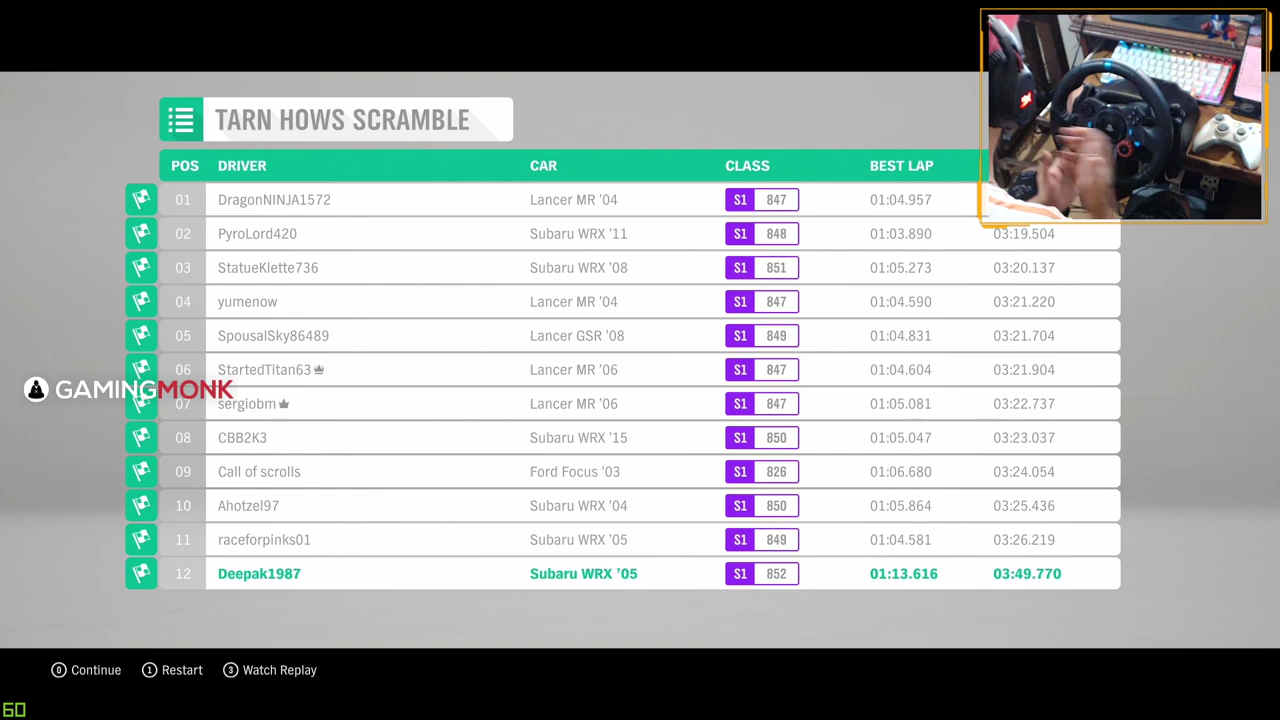 TARN HOWS SCRAMBLE
POS DRIVER CAR CLASS BEST LAP
01 DragonNINJA1572 Lancer MR '04 S1 847 01:04.957
02 PyroLord420 Subaru WRX '11 S1 848 01:03.890 03:19.504
03 StatueKlette736 Subaru WRX '08 S1 851 01:05.273 03:20.137
04 yumenow Lancer MR '04 S1 847 01:04.590 03:21.220
05 SpousalSky86489 Lancer GSR '08 S1 849 01:04.831 03:21.704
06 StartedTitan63 Lancer MR '06 S1 847 01:04.604 03:21.904
GAMINGMONK
07 sergiobm Lancer MR '06 S1 847 01:05.081 03:22.737
08 CBB2K3 Subaru WRX '15 S1 850 01:05.047 03:23.037
09 Call of scrolls Ford Focus '03 S1 826 01:06.680 03:24.054
10 Ahotzel97 Subaru WRX '04 S1 850 01:05.864 03:25.436
11 raceforpinks01 Subaru WRX '05 S1 849 01:04.581 03:26.219
12 Deepak1987 Subaru WRX '05 S1 852 01:13.616 03:49.770
0 Continue 1 Restart 3 Watch Replay
60